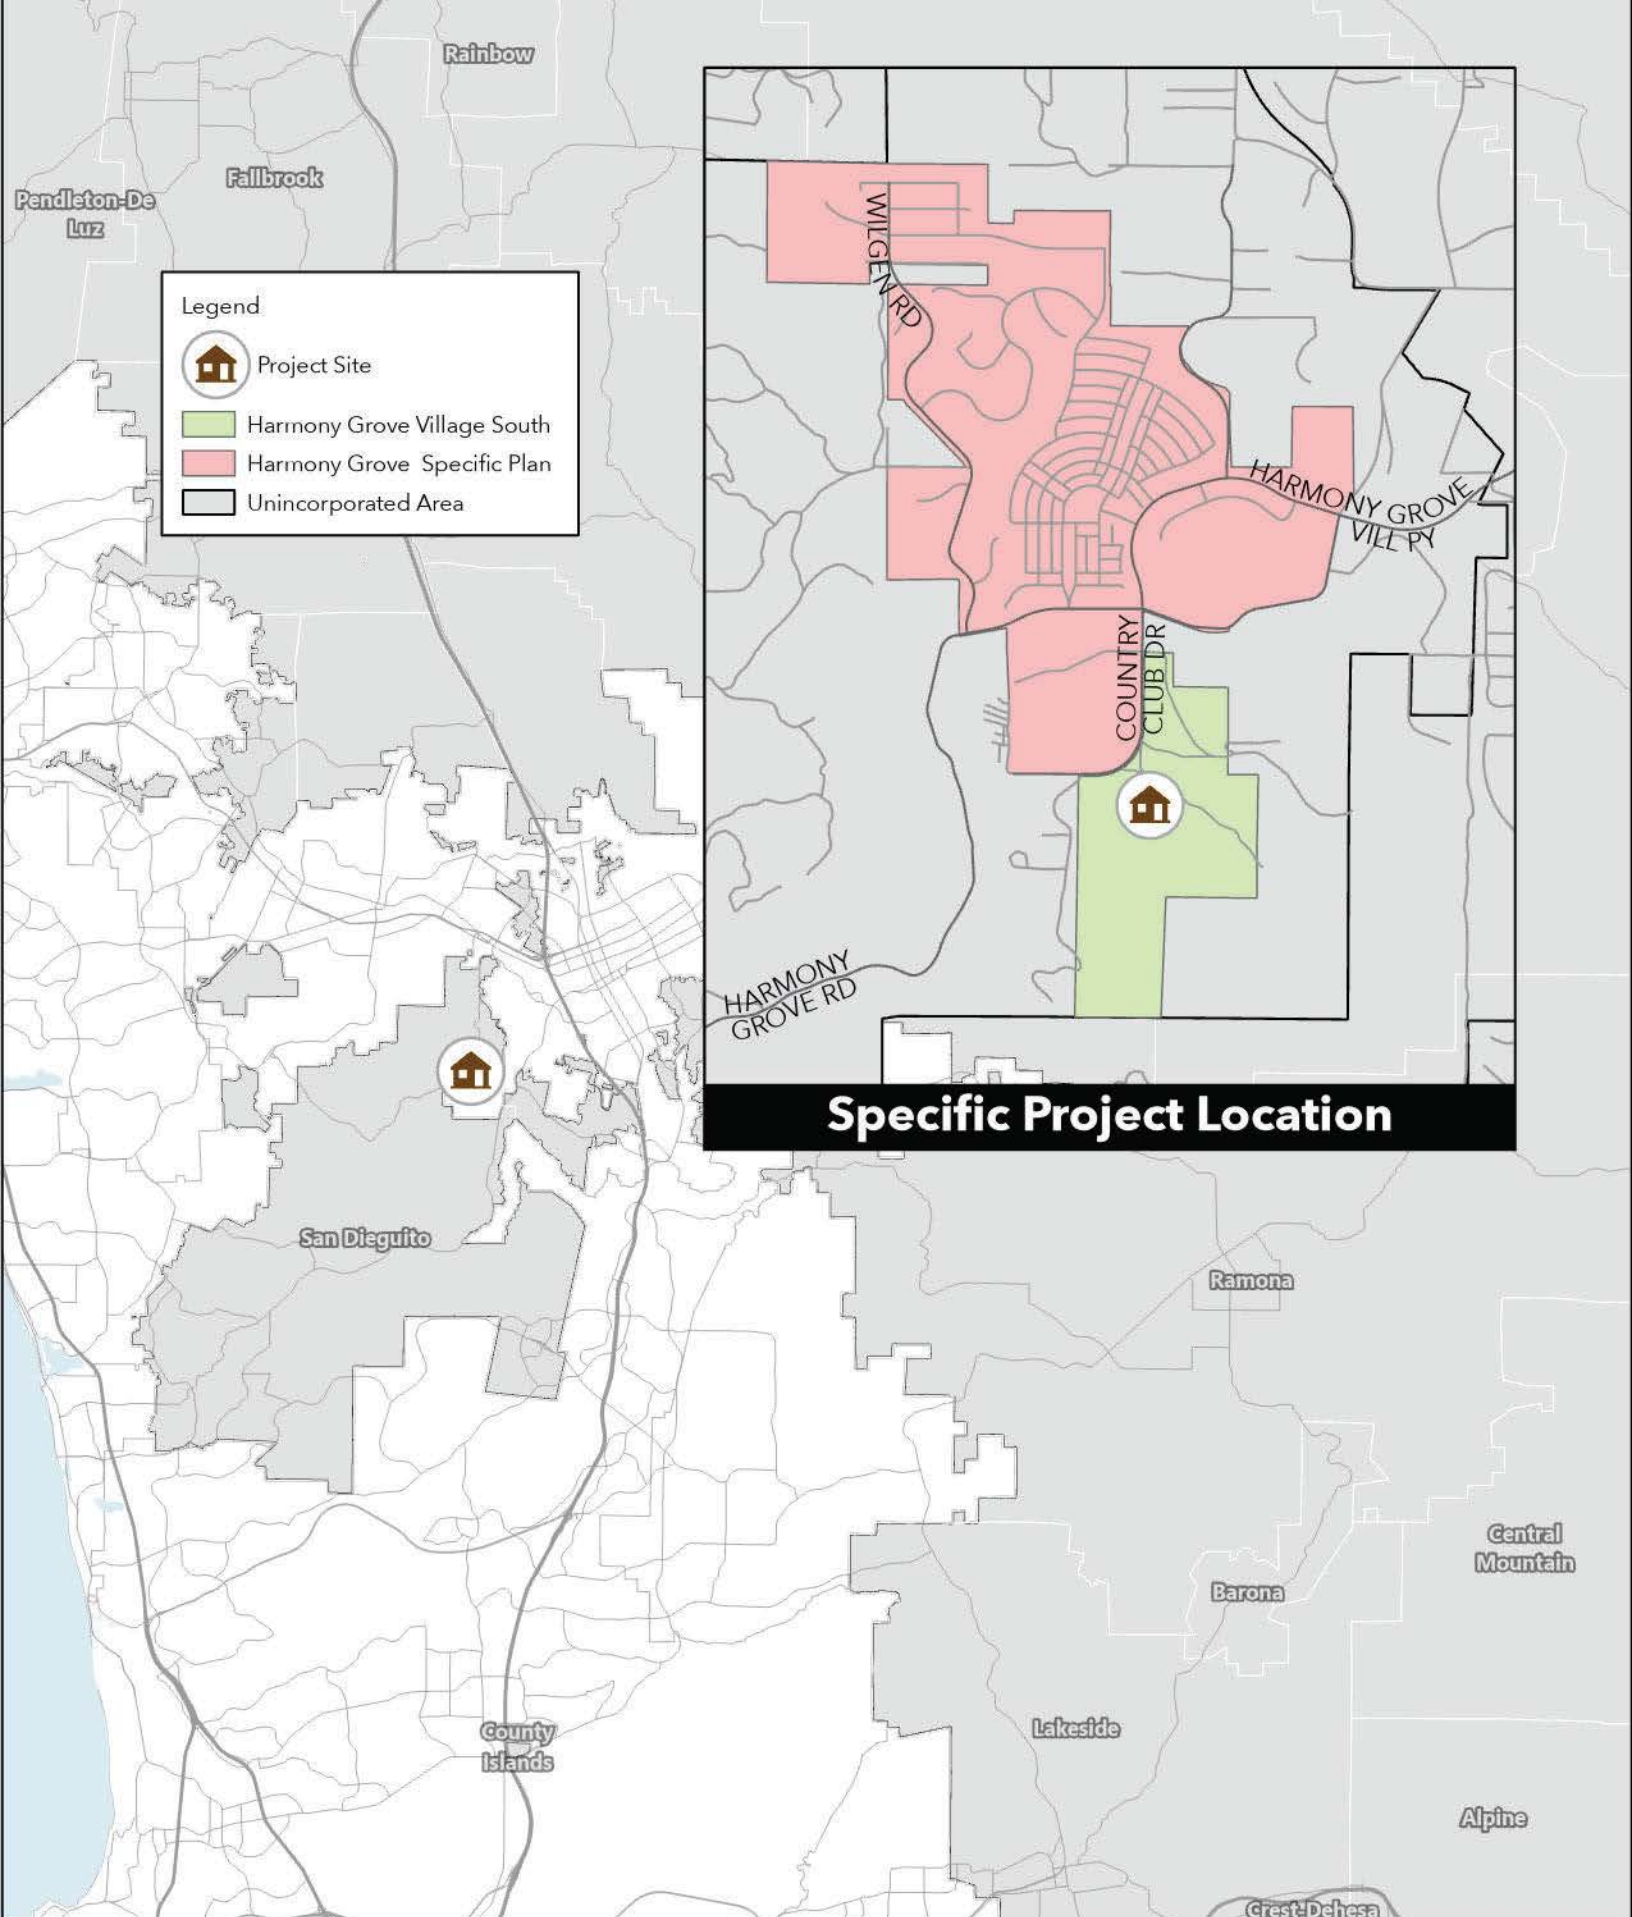 Rainbow
Fallbrook
Pendleton-De
Luz
Legend
Project Site
Harmony Grove Village South
Harmony Grove Specific Plan
Unincorporated Area
WILGEN RD
HARMONY GROVE
VILL PY
COUNTRY
CLUB DR
HARMONY
GROVE RD
Specific Project Location
San Dieguito
Ramona
Central
Mountain
Barona
County
Islands
Lakeside
Alpine
Crest-Dehesa